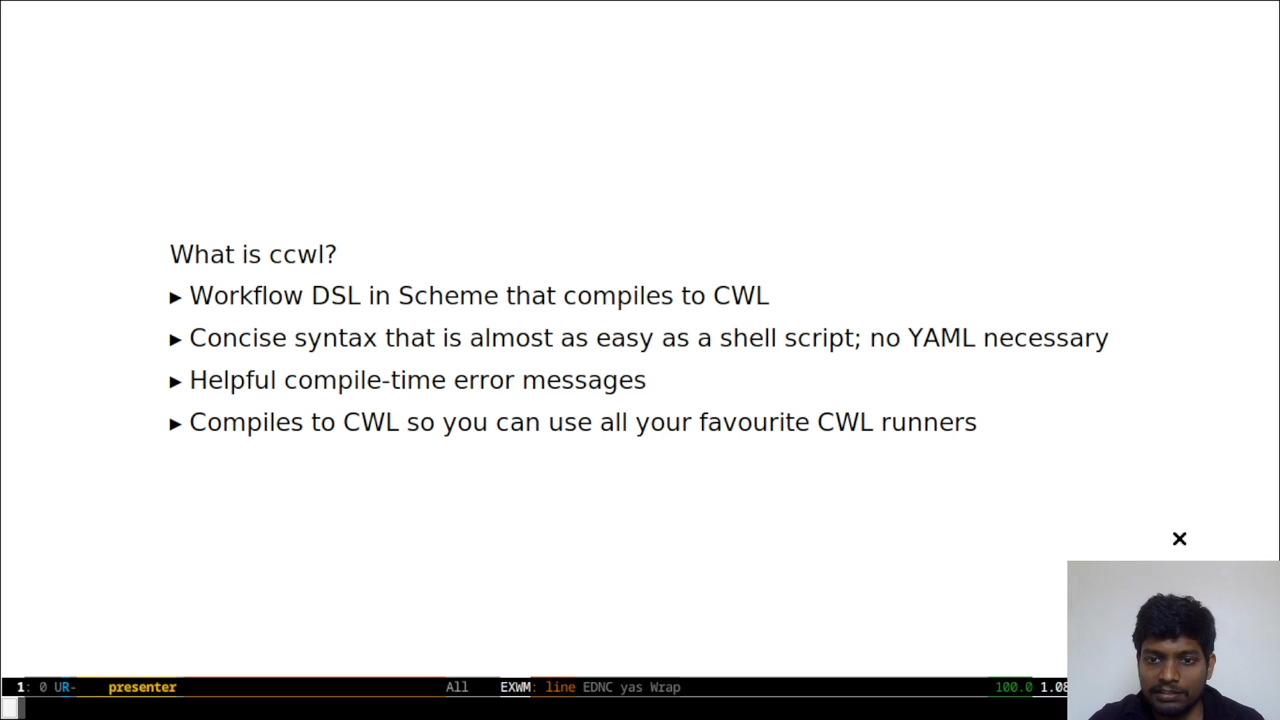 What is ccwl?
▶ Workflow DSL in Scheme that compiles to CWL
▶ Concise syntax that is almost as easy as a shell script; no YAML necessary
▶ Helpful compile-time error messages
▶ Compiles to CWL so you can use all your favourite CWL runners
1: 0 UR- presenter All EXWM: line EDNC yas Wrap 100.0 1.08